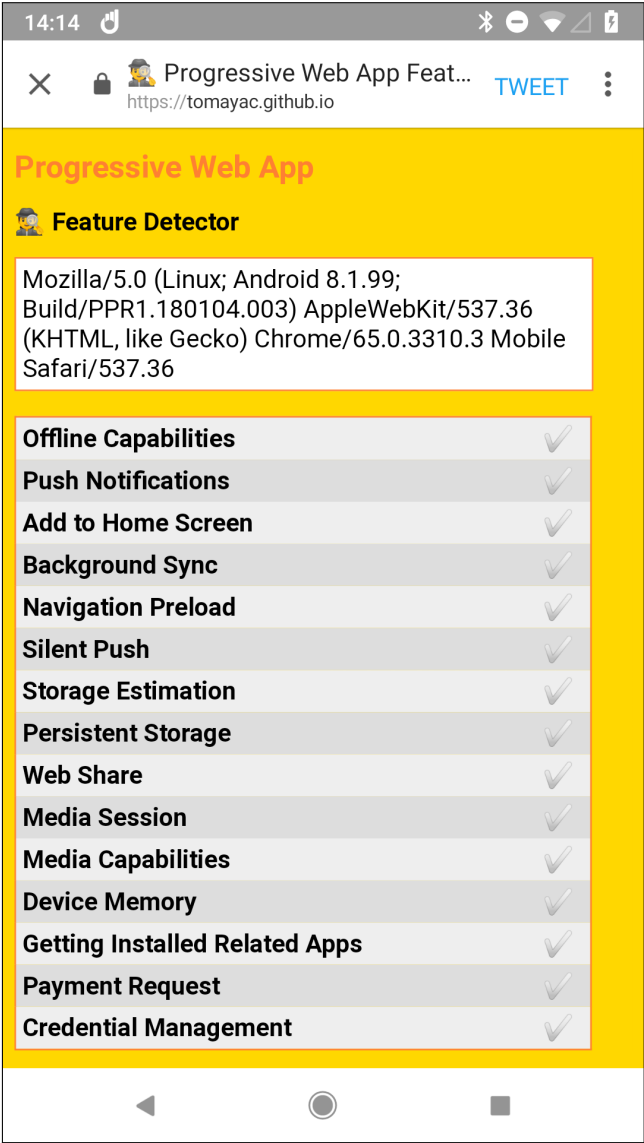 14:14
Progressive Web App Feat...
https://tomayac.github.io
TWEET
Progressive Web App
Feature Detector
Mozilla/5.0 (Linux; Android 8.1.99;
Build/PPR1.180104.003) AppleWebKit/537.36
(KHTML, like Gecko) Chrome/65.0.3310.3 Mobile
Safari/537.36
Offline Capabilities
Push Notifications
Add to Home Screen
Background Sync
Navigation Preload
Silent Push
Storage Estimation
Persistent Storage
Web Share
Media Session
Media Capabilities
Device Memory
Getting Installed Related Apps
Payment Request
Credential Management